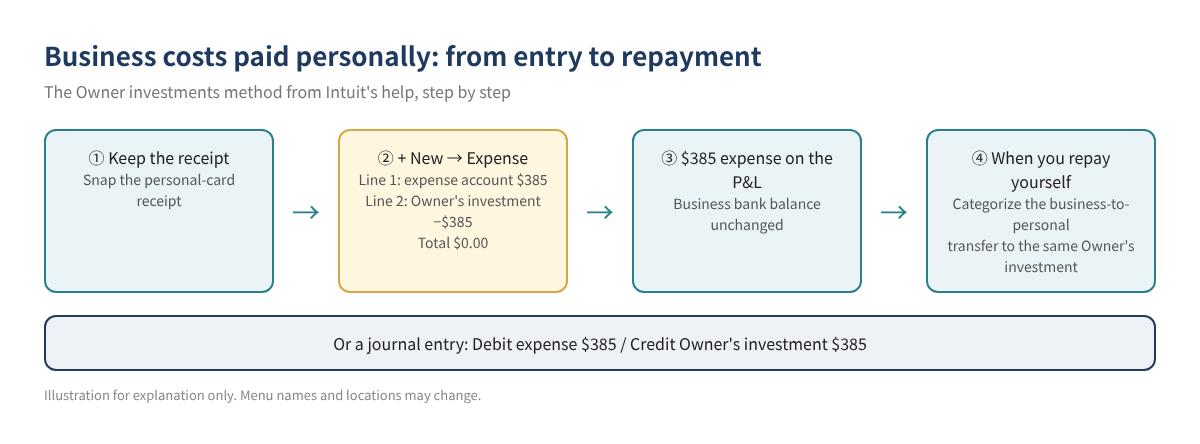 Business costs paid personally: from entry to repayment
The Owner investments method from Intuit's help, step by step
① Keep the receipt
Snap the personal-card
receipt
→
② + New → Expense
Line 1: expense account $385
Line 2: Owner's investment
−$385
Total $0.00
→
③ $385 expense on the
P&L
Business bank balance
unchanged
→
④ When you repay
yourself
Categorize the business-to-
personal
transfer to the same Owner's
investment
Or a journal entry: Debit expense $385 / Credit Owner's investment $385
Illustration for explanation only. Menu names and locations may change.